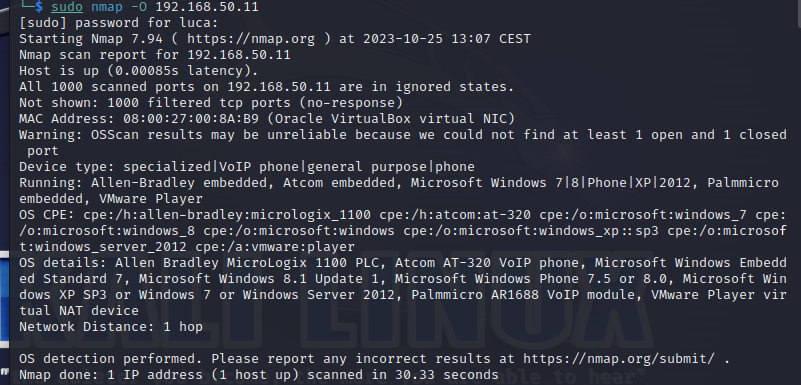 └─$ sudo nmap -O 192.168.50.11
[sudo] password for luca:
Starting Nmap 7.94 ( https://nmap.org ) at 2023-10-25 13:07 CEST
Nmap scan report for 192.168.50.11
Host is up (0.00085s latency).
All 1000 scanned ports on 192.168.50.11 are in ignored states.
Not shown: 1000 filtered tcp ports (no-response)
MAC Address: 08:00:27:00:8A:B9 (Oracle VirtualBox virtual NIC)
Warning: OSScan results may be unreliable because we could not find at least 1 open and 1 closed
port
Device type: specialized|VoIP phone|general purpose|phone
Running: Allen-Bradley embedded, Atcom embedded, Microsoft Windows 7|8|Phone|XP|2012, Palmmicro
embedded, VMware Player
OS CPE: cpe:/h:allen-bradley:micrologix_1100 cpe:/h:atcom:at-320 cpe:/o:microsoft:windows_7 cpe:
/o:microsoft:windows_8 cpe:/o:microsoft:windows cpe:/o:microsoft:windows_xp::sp3 cpe:/o:microsof
t:windows_server_2012 cpe:/a:vmware:player
OS details: Allen Bradley MicroLogix 1100 PLC, Atcom AT-320 VoIP phone, Microsoft Windows Embedd
ed Standard 7, Microsoft Windows 8.1 Update 1, Microsoft Windows Phone 7.5 or 8.0, Microsoft Win
dows XP SP3 or Windows 7 or Windows Server 2012, Palmmicro AR1688 VoIP module, VMware Player vir
tual NAT device
Network Distance: 1 hop
KALI LINUX
OS detection performed. Please report any incorrect results at https://nmap.org/submit/ .
Nmap done: 1 IP address (1 host up) scanned in 30.33 seconds
to hear"